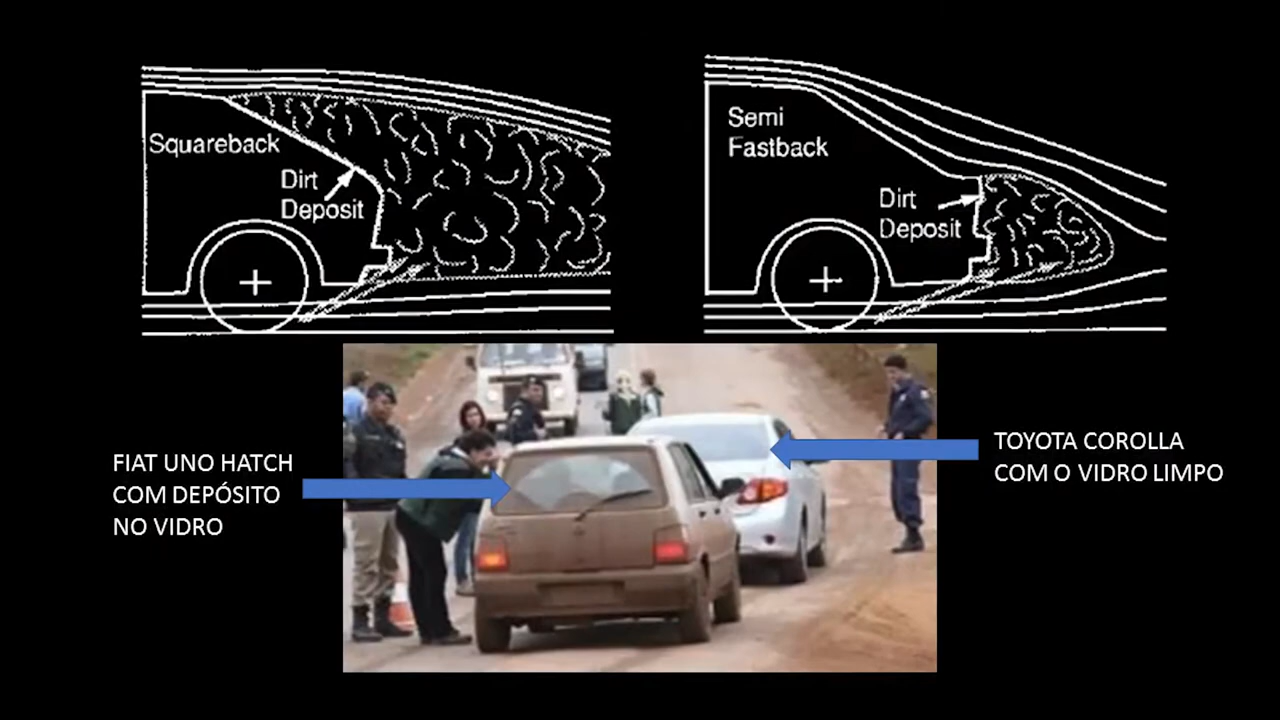 Squareback
Dirt
Deposit
Semi
Fastback
Dirt
Deposit
FIAT UNO HATCH
COM DEPÓSITO
NO VIDRO
TOYOTA COROLLA
COM O VIDRO LIMPO